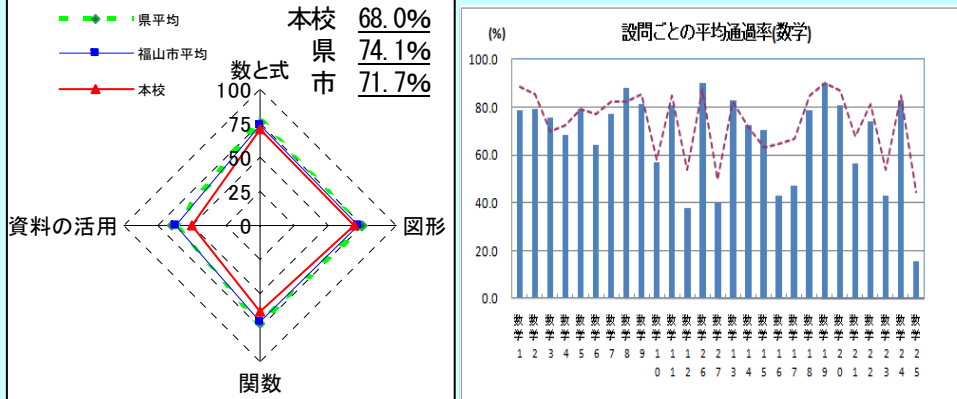 県平均
福山市平均
本校
本校 68.0%
県 74.1%
市 71.7%
数と式
100
75
50
25
0
資料の活用
図形
関数
設問ごとの平均通過率(数学)
(%)
100.0
80.0
60.0
40.0
20.0
0.0
数学1
数学2
数学3
数学4
数学5
数学6
数学7
数学8
数学9
数学10
数学11
数学12
数学26
数学27
数学13
数学14
数学15
数学16
数学17
数学18
数学19
数学20
数学21
数学22
数学23
数学24
数学25